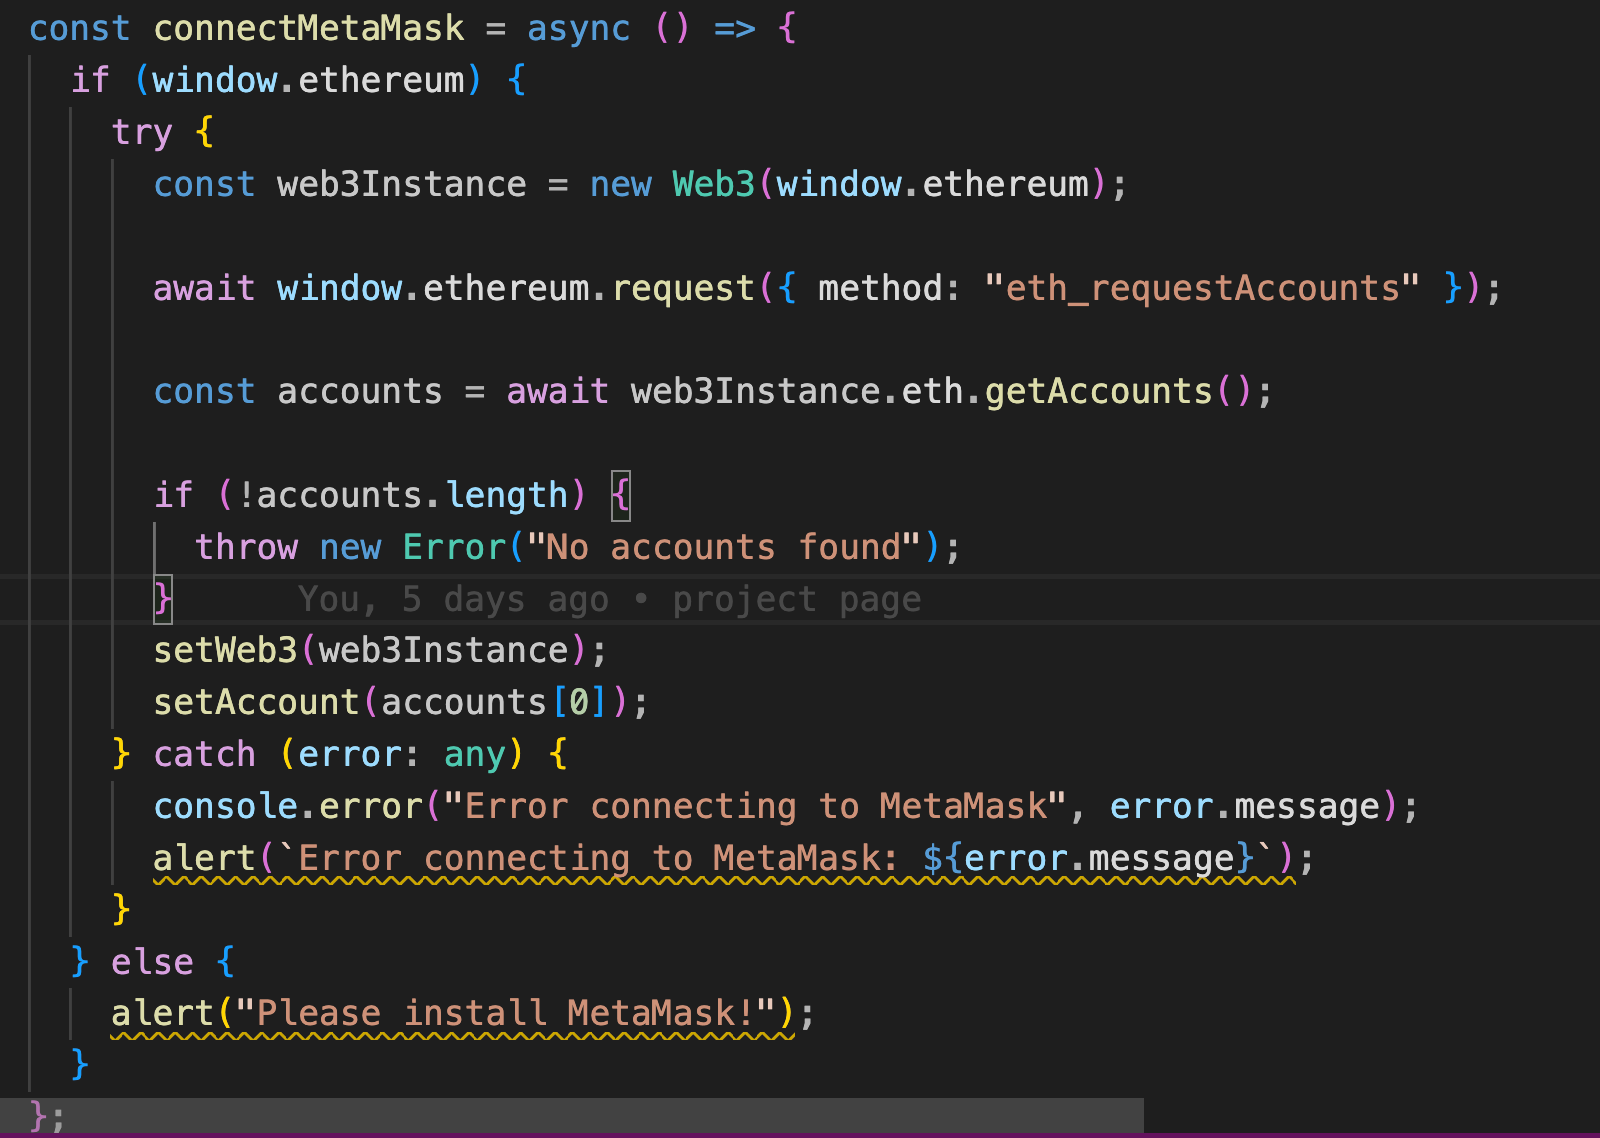 const connectMetaMask = async () => {
if (window.ethereum) {
try {
const web3Instance = new Web3(window.ethereum);
await window.ethereum.request({ method: "eth_requestAccounts" });
const accounts = await web3Instance.eth.getAccounts();
if (!accounts.length) {
throw new Error("No accounts found");
} You, 5 days ago • project page
setWeb3(web3Instance);
setAccount(accounts[0]);
} catch (error: any) {
console.error("Error connecting to MetaMask", error.message);
alert(`Error connecting to MetaMask: ${error.message}`);
}
} else {
alert("Please install MetaMask!");
}
};